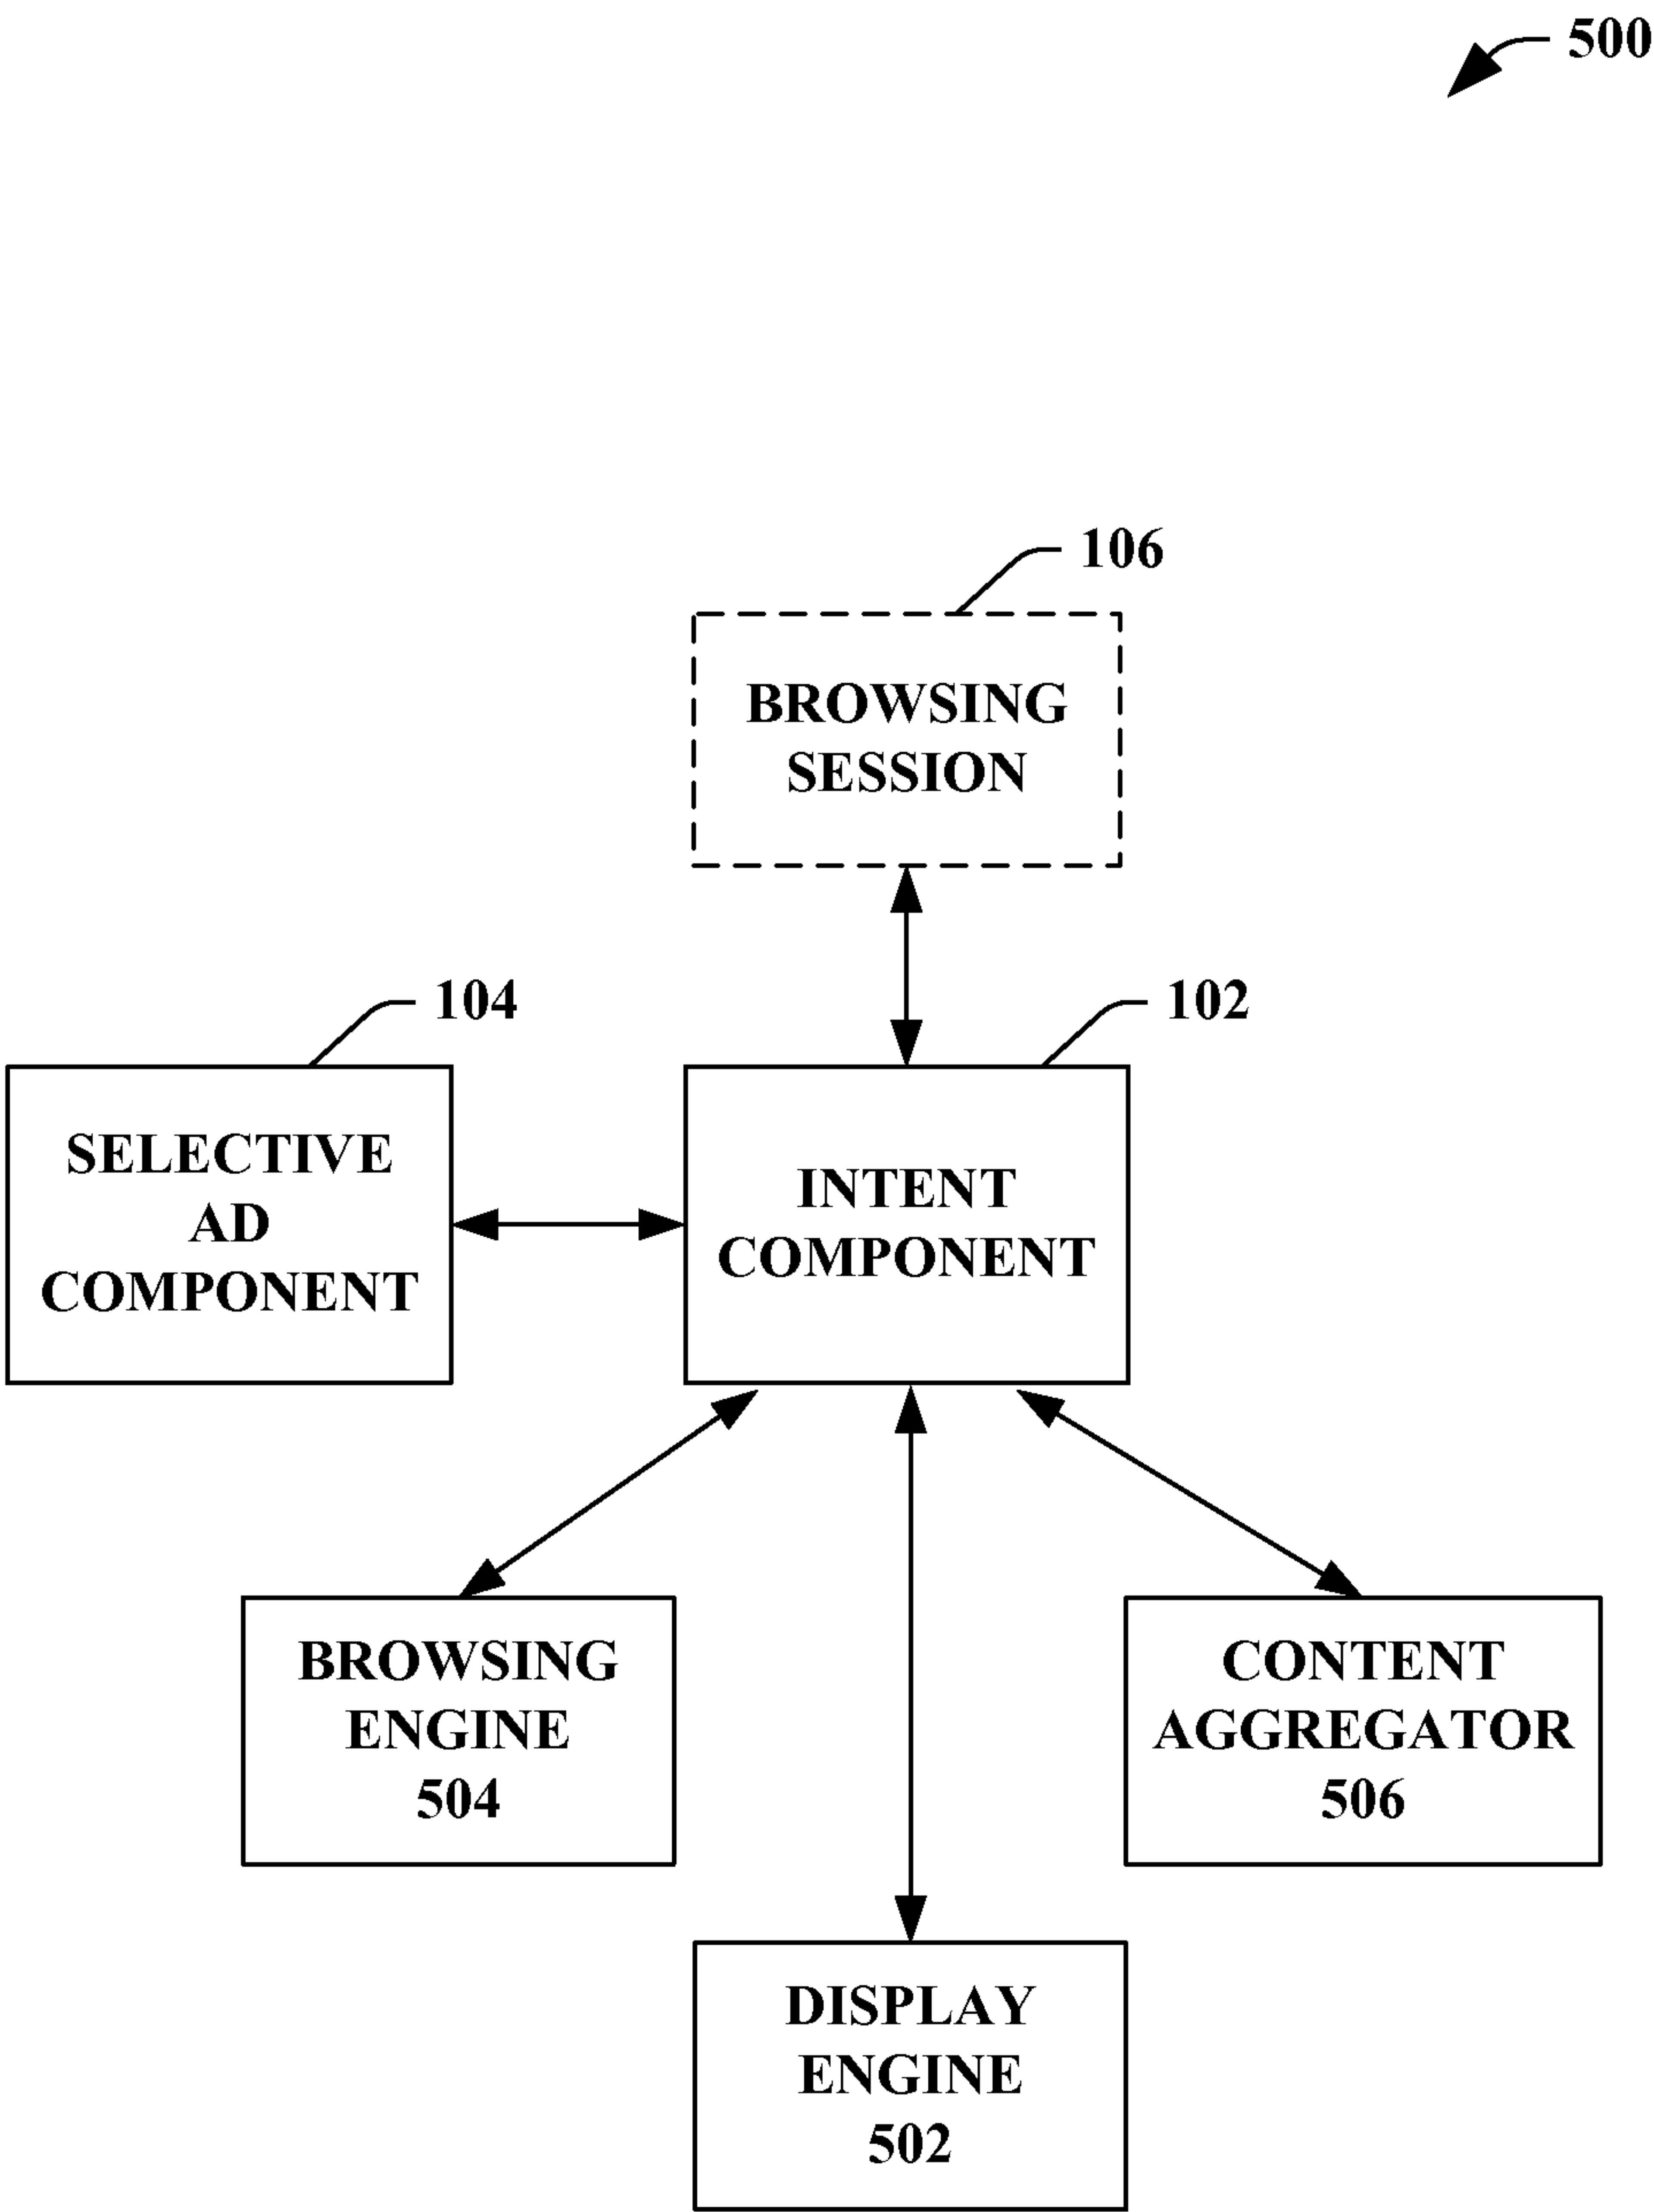 500
106
BROWSING
SESSION
104
102
SELECTIVE
AD
COMPONENT
INTENT
COMPONENT
BROWSING
ENGINE
504
CONTENT
AGGREGATOR
506
DISPLAY
ENGINE
502